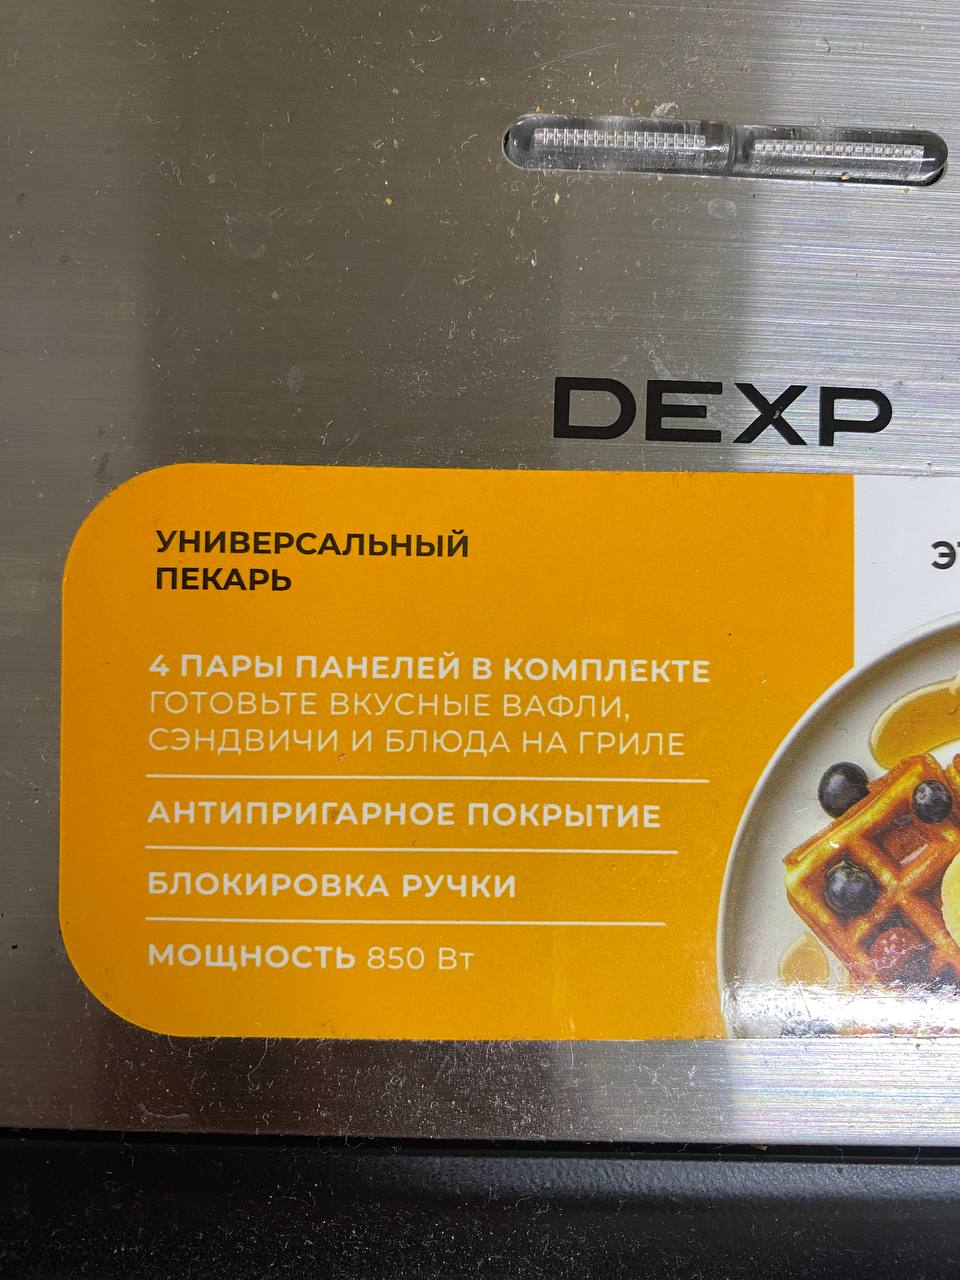 DEXP
УНИВЕРСАЛЬНЫЙ
ПЕКАРЬ
4 ПАРЫ ПАНЕЛЕЙ В КОМПЛЕКТЕ
ГОТОВЬТЕ ВКУСНЫЕ ВАФЛИ,
СЭНДВИЧИ И БЛЮДА НА ГРИЛЕ
АНТИПРИГАРНОЕ ПОКРЫТИЕ
БЛОКИРОВКА РУЧКИ
МОЩНОСТЬ 850 Вт